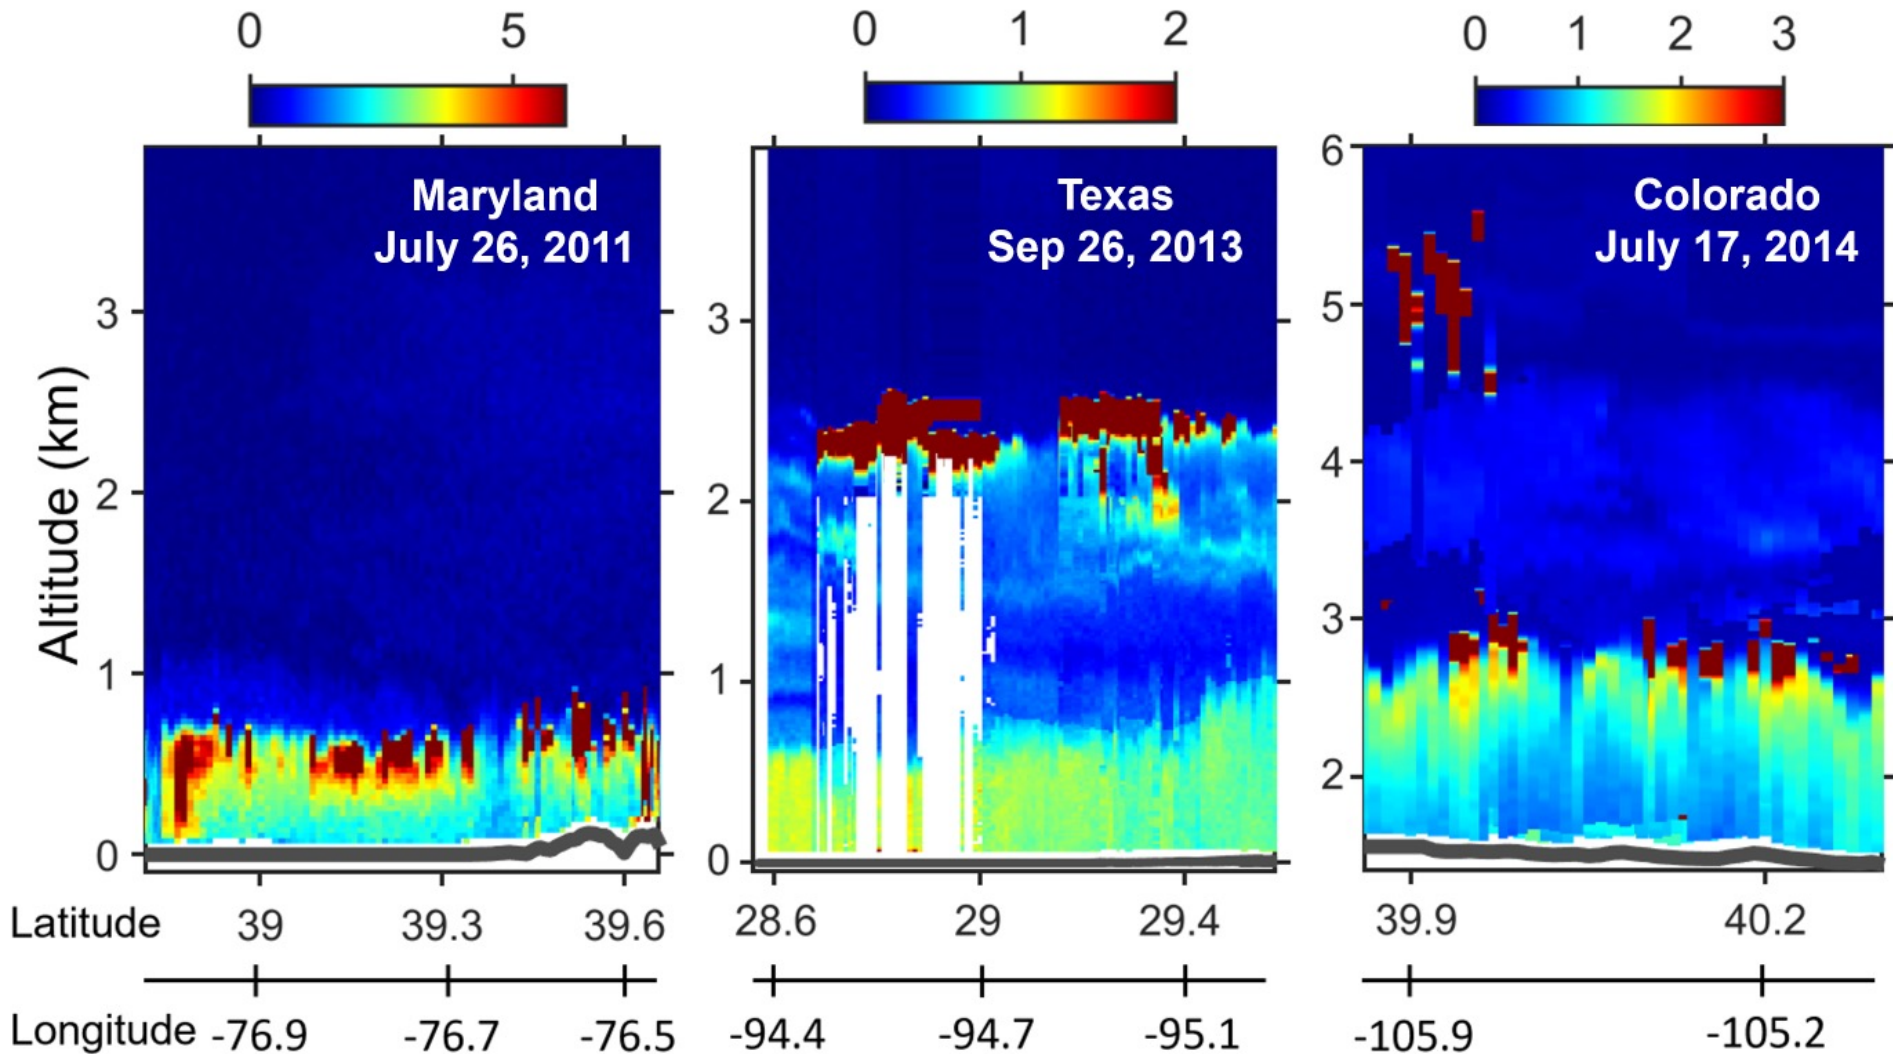 0 5
0 1 2
0 1 2 3
Altitude (km)
3
2
1
0
Maryland
July 26, 2011
3
2
1
0
Texas
Sep 26, 2013
6
5
4
3
2
Colorado
July 17, 2014
Latitude 39 39.3 39.6 28.6 29 29.4 39.9 40.2
Longitude -76.9 -76.7 -76.5 -94.4 -94.7 -95.1 -105.9 -105.2